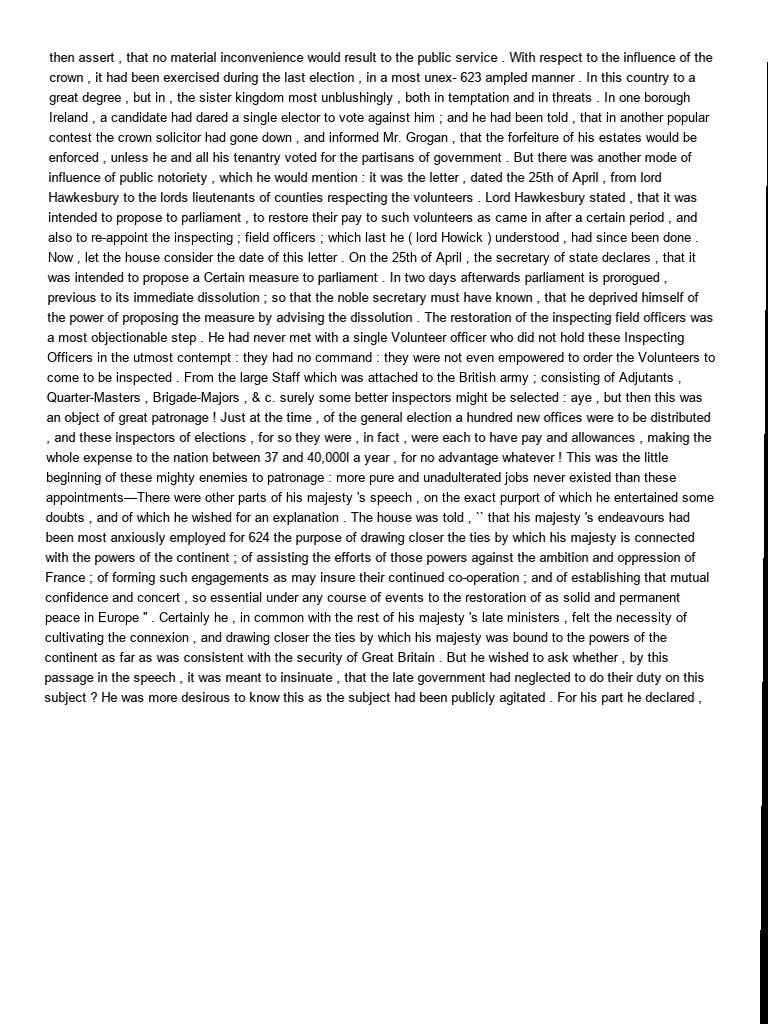 then assert , that no material inconvenience would result to the public service . With respect to the influence of the
crown , it had been exercised during the last election , in a most unex- 623 ampled manner . In this country to a
great degree , but in , the sister kingdom most unblushingly , both in temptation and in threats . In one borough
Ireland , a candidate had dared a single elector to vote against him ; and he had been told , that in another popular
contest the crown solicitor had gone down , and informed Mr. Grogan , that the forfeiture of his estates would be
enforced , unless he and all his tenantry voted for the partisans of government . But there was another mode of
influence of public notoriety , which he would mention : it was the letter , dated the 25th of April , from lord
Hawkesbury to the lords lieutenants of counties respecting the volunteers . Lord Hawkesbury stated , that it was
intended to propose to parliament , to restore their pay to such volunteers as came in after a certain period , and
also to re-appoint the inspecting ; field officers ; which last he ( lord Howick ) understood , had since been done .
Now , let the house consider the date of this letter . On the 25th of April , the secretary of state declares , that it
was intended to propose a Certain measure to parliament . In two days afterwards parliament is prorogued ,
previous to its immediate dissolution ; so that the noble secretary must have known , that he deprived himself of
the power of proposing the measure by advising the dissolution . The restoration of the inspecting field officers was
a most objectionable step . He had never met with a single Volunteer officer who did not hold these Inspecting
Officers in the utmost contempt : they had no command : they were not even empowered to order the Volunteers to
come to be inspected . From the large Staff which was attached to the British army ; consisting of Adjutants ,
Quarter-Masters , Brigade-Majors , & c. surely some better inspectors might be selected : aye , but then this was
an object of great patronage ! Just at the time , of the general election a hundred new offices were to be distributed
, and these inspectors of elections , for so they were , in fact , were each to have pay and allowances , making the
whole expense to the nation between 37 and 40,000l a year , for no advantage whatever ! This was the little
beginning of these mighty enemies to patronage : more pure and unadulterated jobs never existed than these
appointments—There were other parts of his majesty 's speech , on the exact purport of which he entertained some
doubts , and of which he wished for an explanation . The house was told , `` that his majesty 's endeavours had
been most anxiously employed for 624 the purpose of drawing closer the ties by which his majesty is connected
with the powers of the continent ; of assisting the efforts of those powers against the ambition and oppression of
France ; of forming such engagements as may insure their continued co-operation ; and of establishing that mutual
confidence and concert , so essential under any course of events to the restoration of as solid and permanent
peace in Europe " . Certainly he , in common with the rest of his majesty 's late ministers , felt the necessity of
cultivating the connexion , and drawing closer the ties by which his majesty was bound to the powers of the
continent as far as was consistent with the security of Great Britain . But he wished to ask whether , by this
passage in the speech , it was meant to insinuate , that the late government had neglected to do their duty on this
subject ? He was more desirous to know this as the subject had been publicly agitated . For his part he declared ,